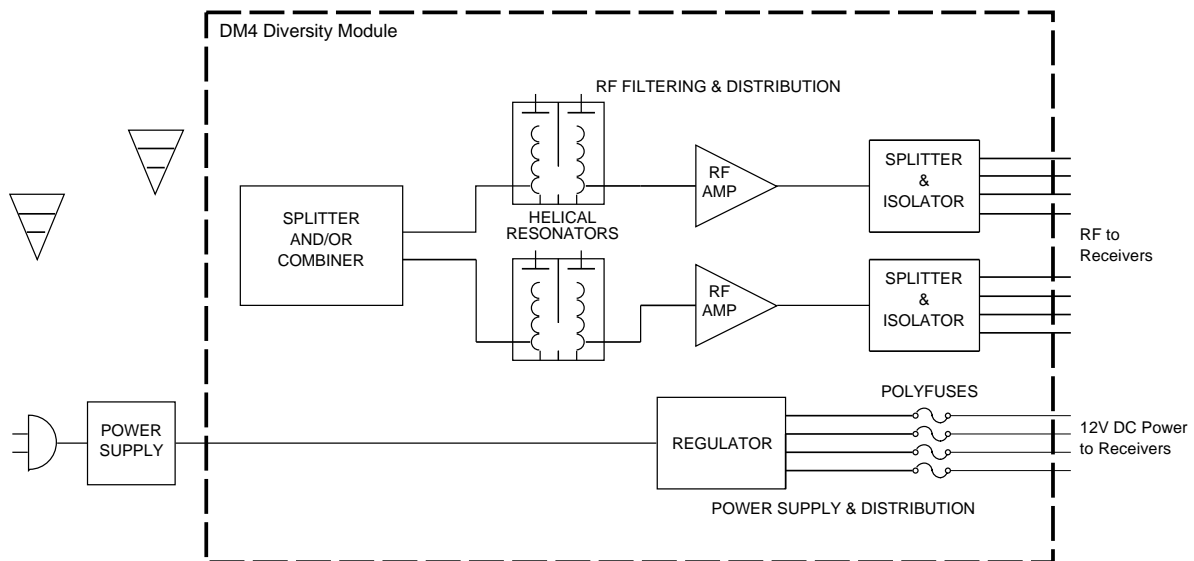 DM4 Diversity Module
RF FILTERING & DISTRIBUTION
SPLITTER
AND/OR
COMBINER
HELICAL
RESONATORS
RF
AMP
SPLITTER
&
ISOLATOR
RF to
Receivers
RF
AMP
SPLITTER
&
ISOLATOR
POWER
SUPPLY
REGULATOR
POLYFUSES
12V DC Power
to Receivers
POWER SUPPLY & DISTRIBUTION